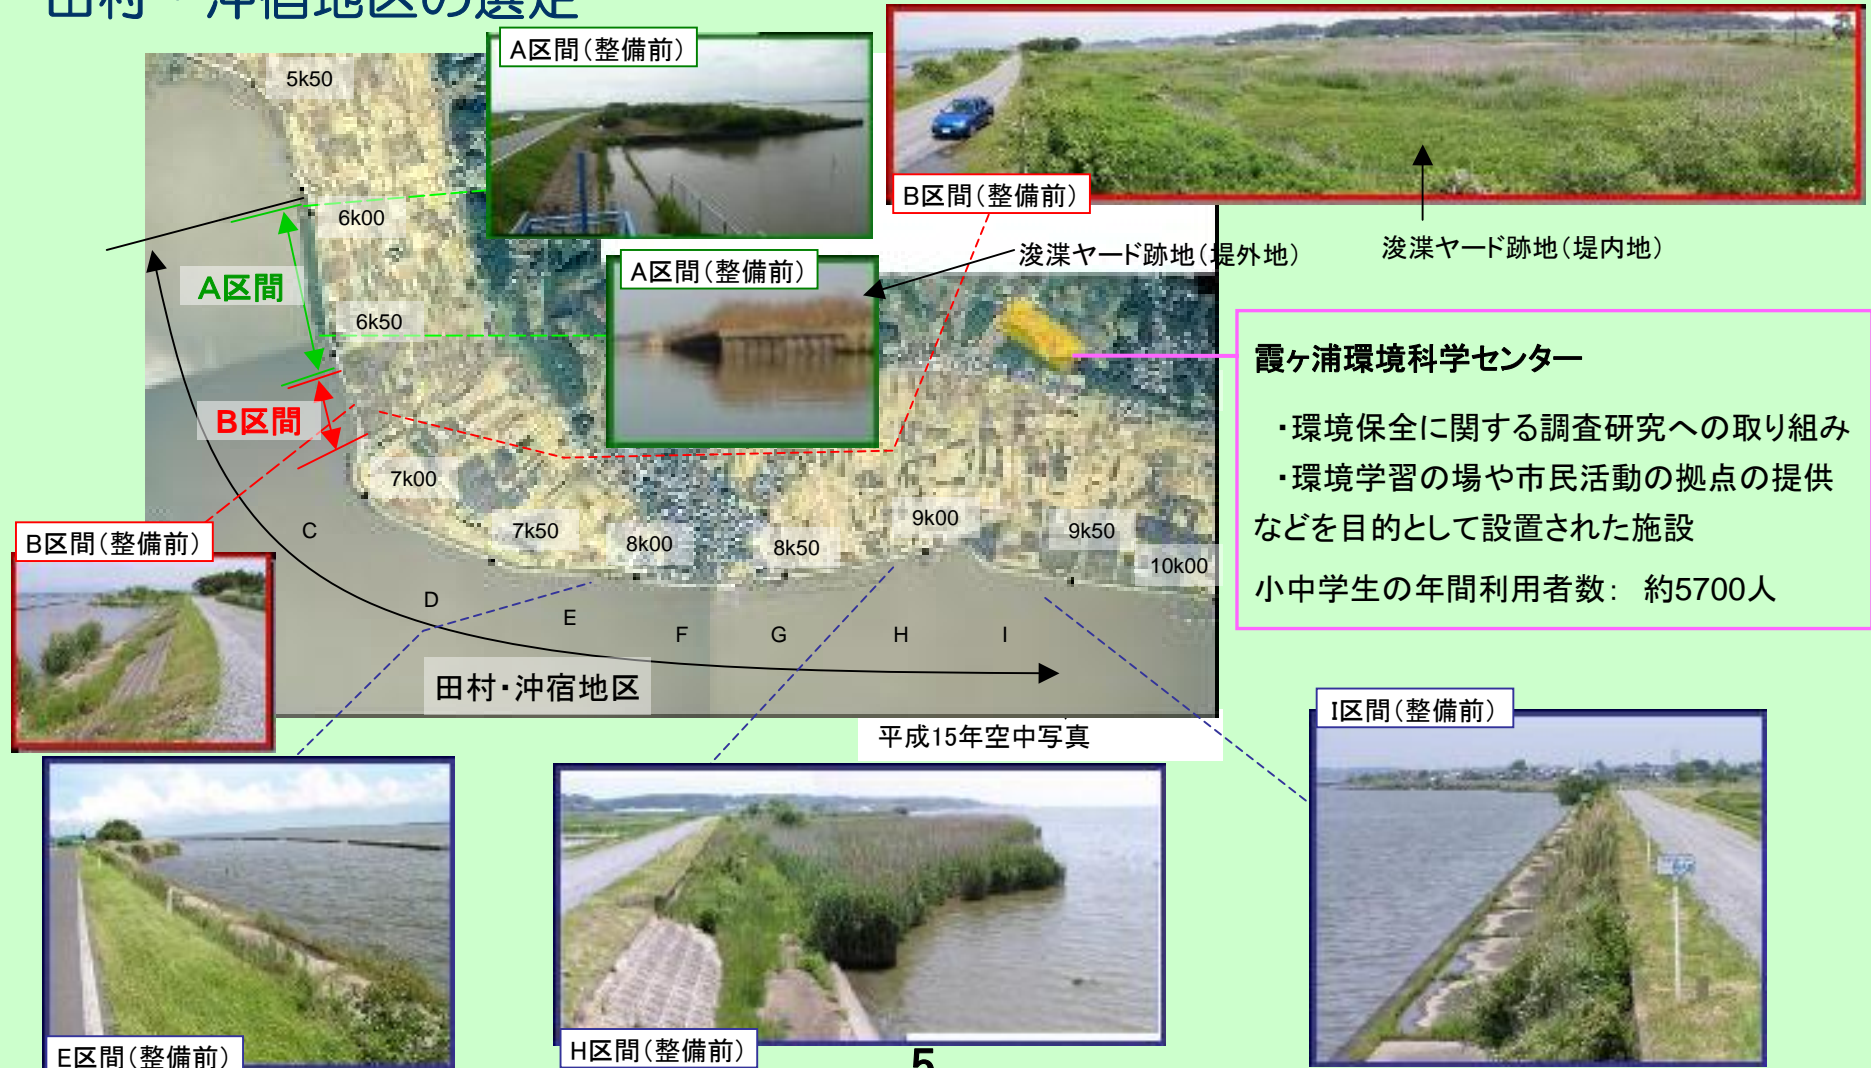 田村・沖宿地区の選定
A区間（整備前）
5k50
B区間（整備前）
6k00
浚渫ヤード跡地（堤外地）
浚渫ヤード跡地（堤内地）
A区間（整備前）
A区間
6k50
霞ヶ浦環境科学センター
・環境保全に関する調査研究への取り組み
・環境学習の場や市民活動の拠点の提供
などを目的として設置された施設
小中学生の年間利用者数： 約5700人
B区間
7k00
7k50
8k00
8k50
9k00
9k50
10k00
B区間（整備前）
C
D
E
F
G
H
I
田村・沖宿地区
平成15年空中写真
I区間（整備前）
E区間（整備前）
H区間（整備前）
5